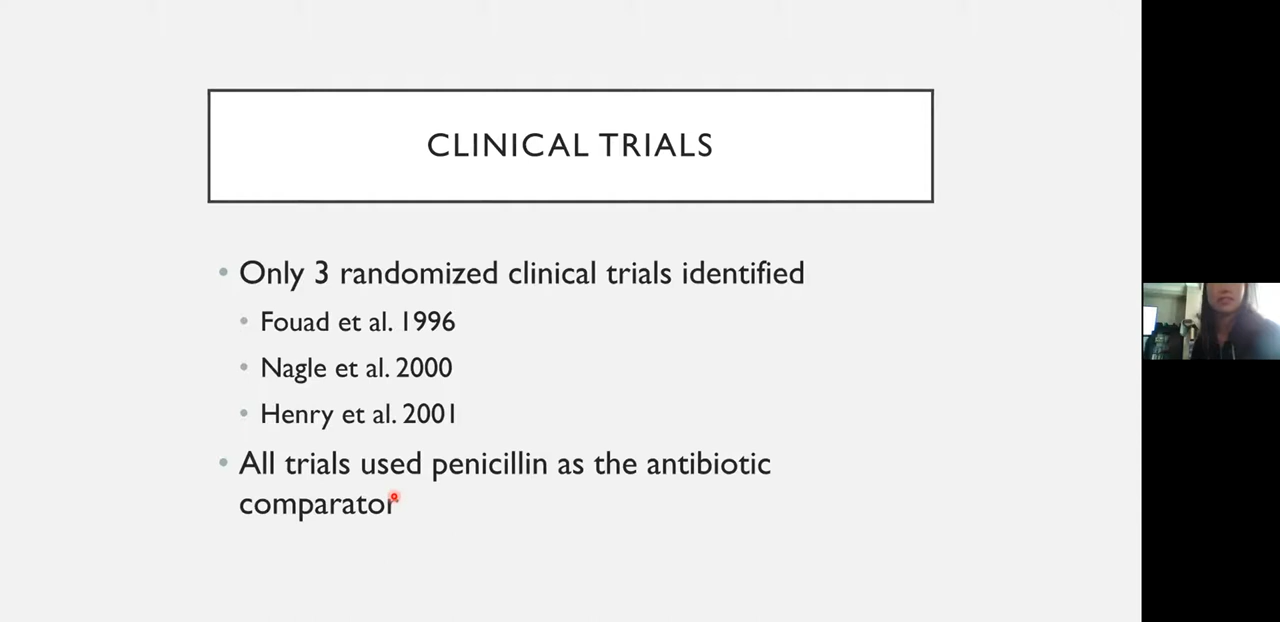 CLINICAL TRIALS
Only 3 randomized clinical trials identified
Fouad et al. 1996
Nagle et al. 2000
Henry et al. 2001
All trials used penicillin as the antibiotic
comparator